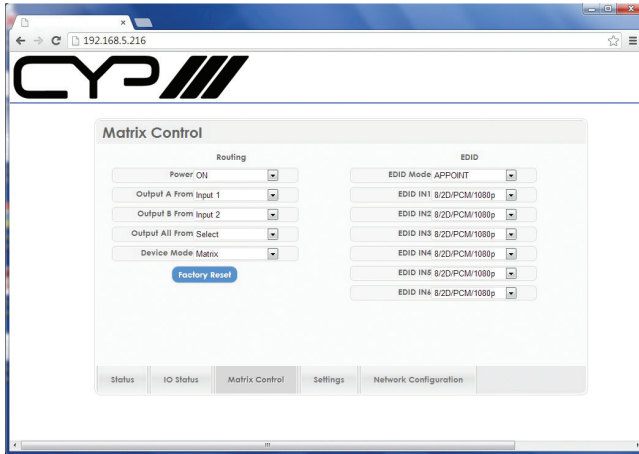 192.168.5.216
CYP
Matrix Control
Routing
Power ON
Output A From Input 1
Output B From Input 2
Output All From Select
Device Mode Matrix
Factory Reset
EDID
EDID Mode APPOINT
EDID IN1 8/2D/PCM/1080p
EDID IN2 8/2D/PCM/1080p
EDID IN3 8/2D/PCM/1080p
EDID IN4 8/2D/PCM/1080p
EDID IN5 8/2D/PCM/1080p
EDID IN6 8/2D/PCM/1080p
Status IO Status Matrix Control Settings Network Configuration